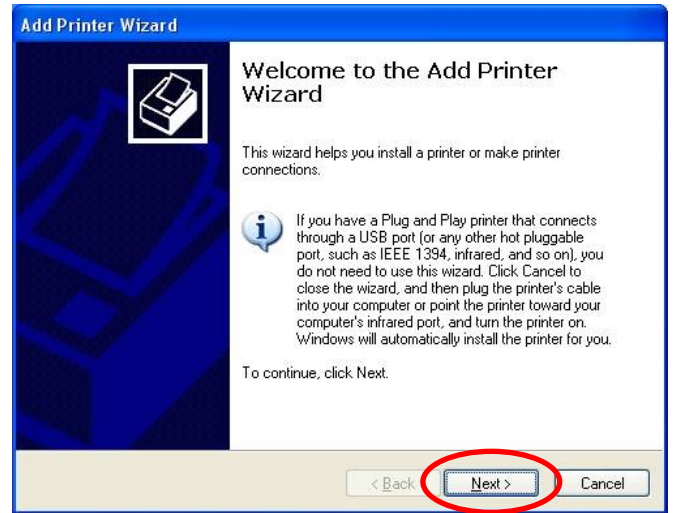 Add Printer Wizard
Welcome to the Add Printer
Wizard
This wizard helps you install a printer or make printer
connections.
If you have a Plug and Play printer that connects
through a USB port (or any other hot pluggable
port, such as IEEE 1394, infrared, and so on), you
do not need to use this wizard. Click Cancel to
close the wizard, and then plug the printer's cable
into your computer or point the printer toward your
computer's infrared port, and turn the printer on.
Windows will automatically install the printer for you.
To continue, click Next.
< Back Next > Cancel